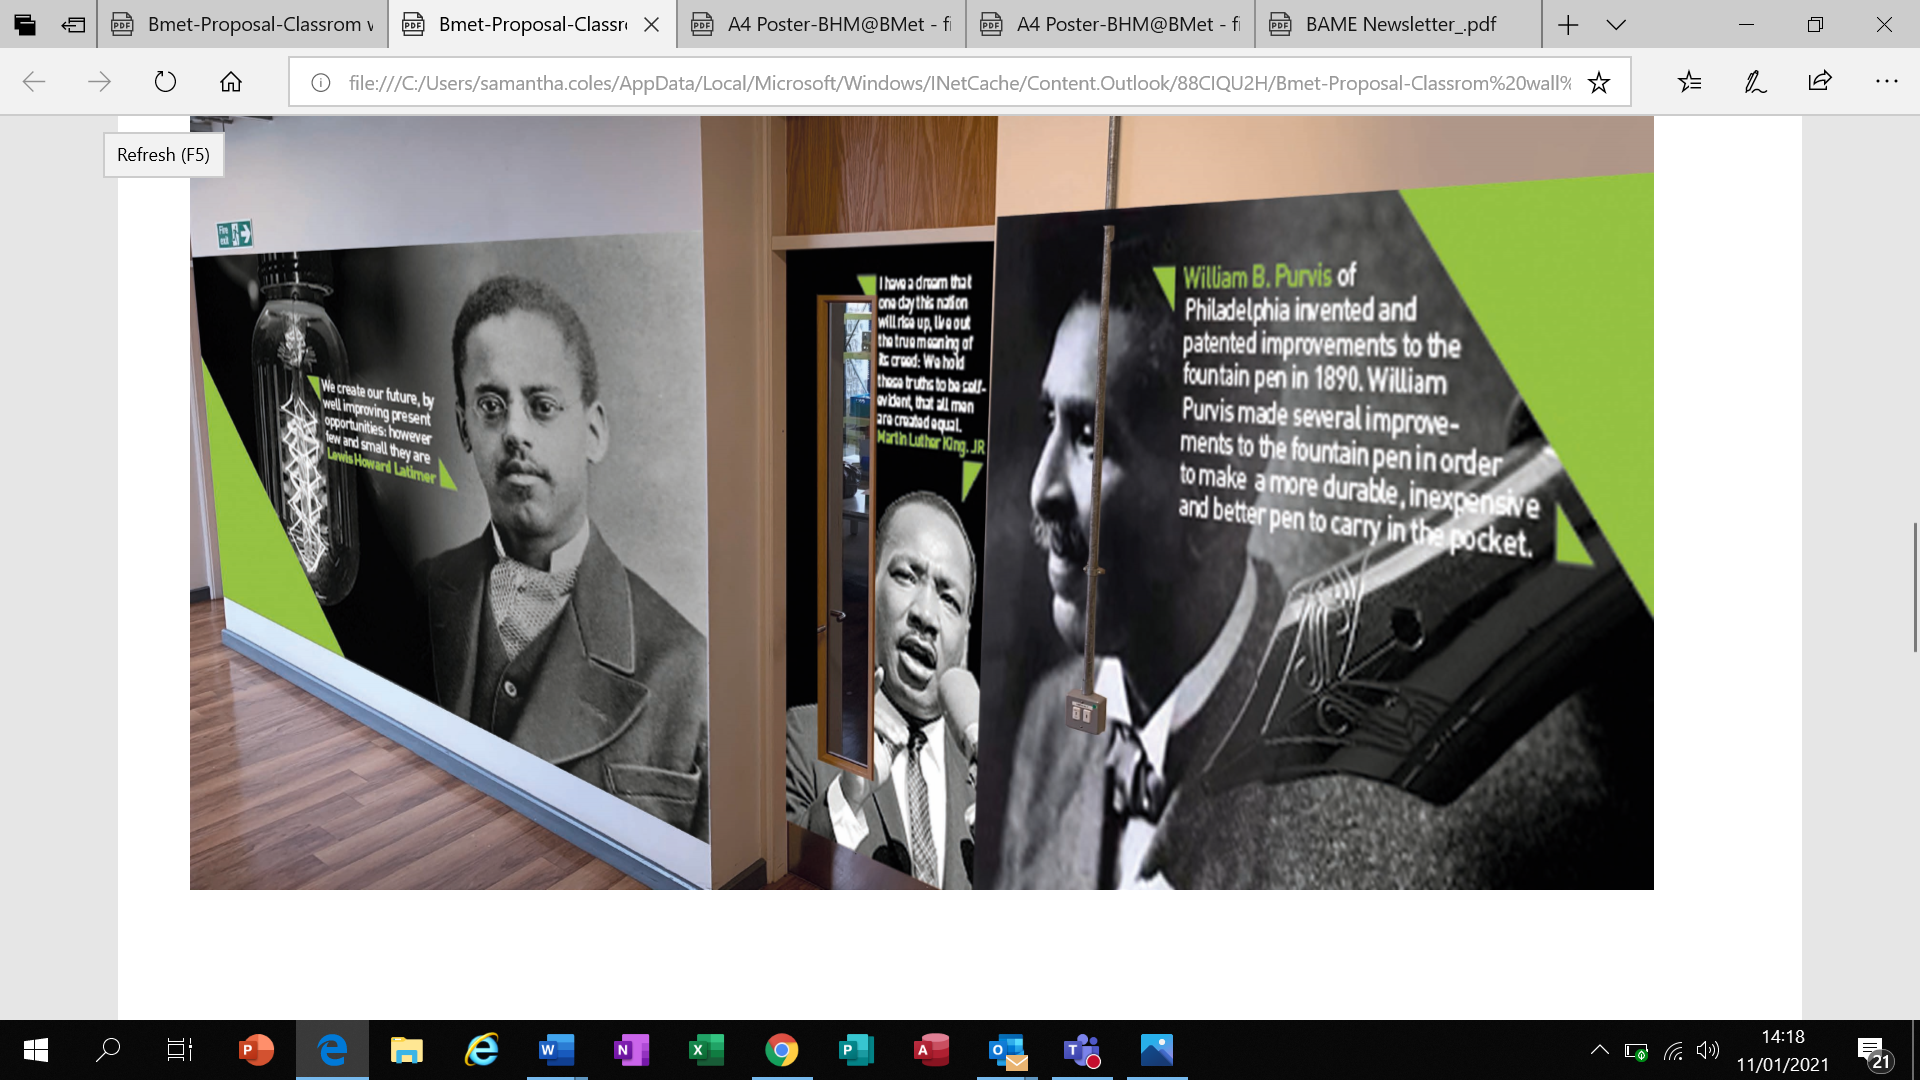 Bmet-Proposal-Classrom w
Bmet-Proposal-Classro
A4 Poster-BHM@BMet - fi
A4 Poster-BHM@BMet - fi
BAME Newsletter_.pdf
file:///C:/Users/samantha.coles/AppData/Local/Microsoft/Windows/INetCache/Content.Outlook/88CIQU2H/Bmet-Proposal-Classrom%20wall%
Refresh (F5)
Fire
exit
We create our future, by
well improving present
opportunities: however
few and small they are
Lewis Howard Latimer
I have a dream that
one day this nation
will rise up, live out
the true meaning of
its creed: We hold
these truths to be self-
evident, that all men
are created equal.
Martin Luther King. JR
William B. Purvis of
Philadelphia invented and
patented improvements to the
fountain pen in 1890. William
Purvis made several improve-
ments to the fountain pen in order
to make a more durable, inexpensive
and better pen to carry in the pocket.
14:18
11/01/2021
21